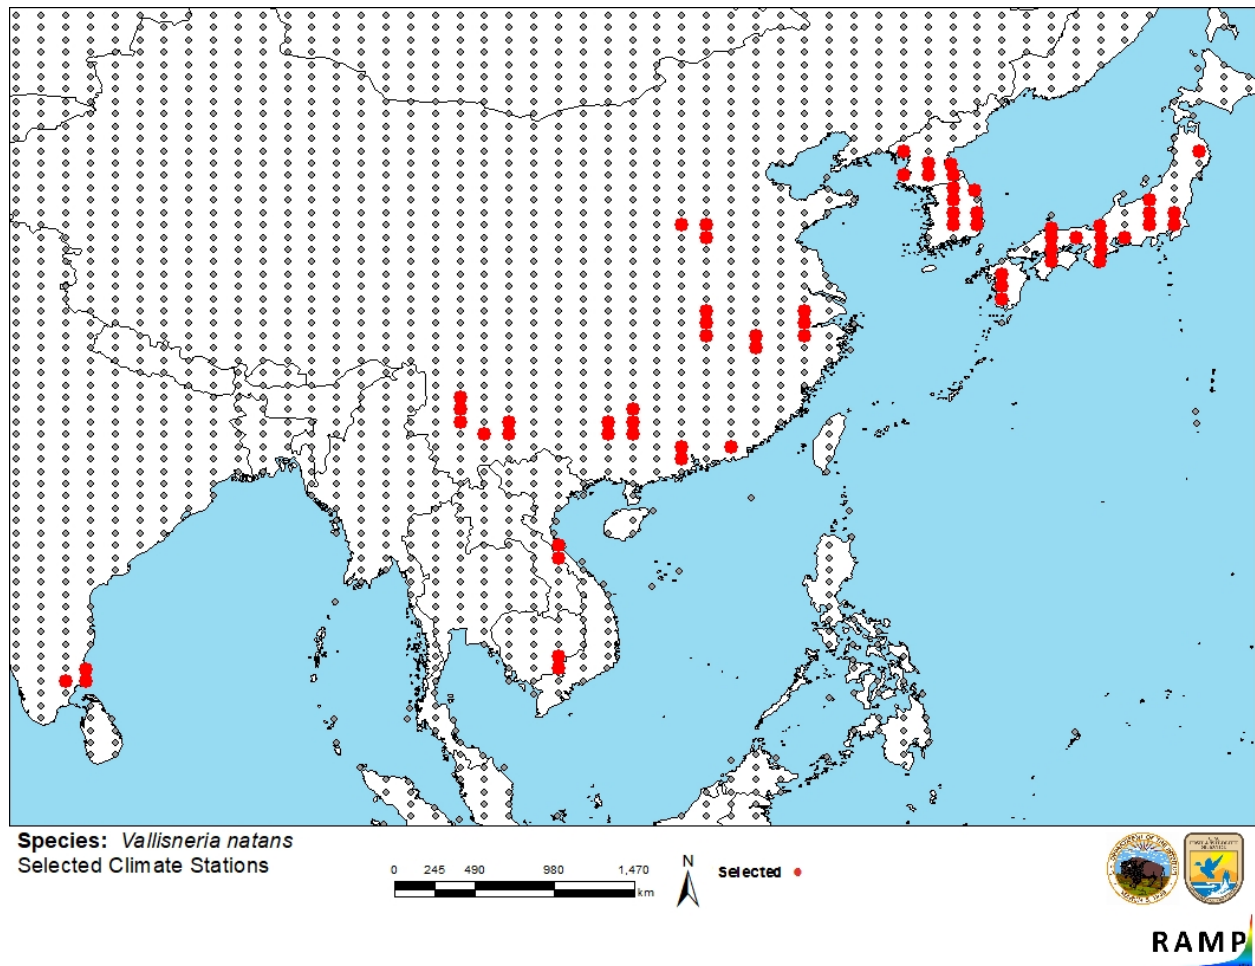 Species: Vallisneria natans
Selected Climate Stations
0 245 490 980 1,470
km
N
Selected
RAMP